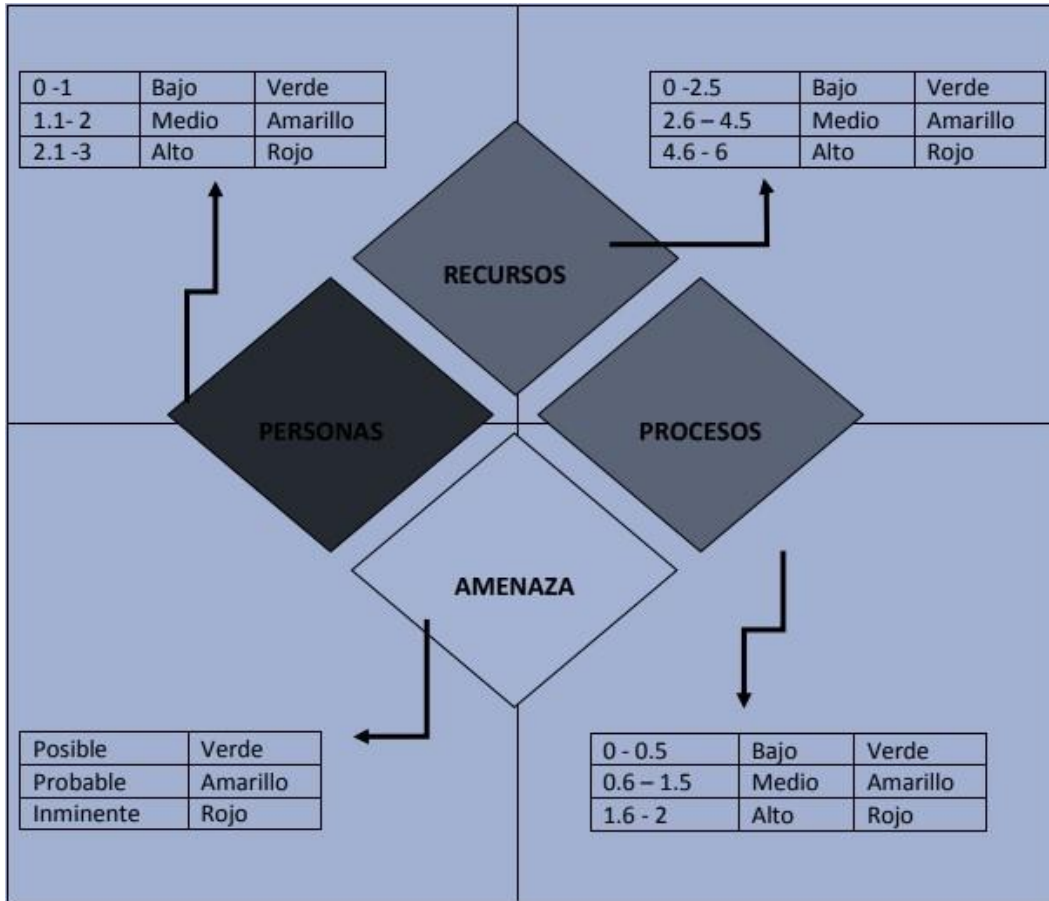 0 -1 Bajo Verde
1.1- 2 Medio Amarillo
2.1 -3 Alto Rojo
0 -2.5 Bajo Verde
2.6 – 4.5 Medio Amarillo
4.6 - 6 Alto Rojo
RECURSOS
PERSONAS
PROCESOS
AMENAZA
Posible Verde
Probable Amarillo
Inminente Rojo
0 - 0.5 Bajo Verde
0.6 – 1.5 Medio Amarillo
1.6 - 2 Alto Rojo